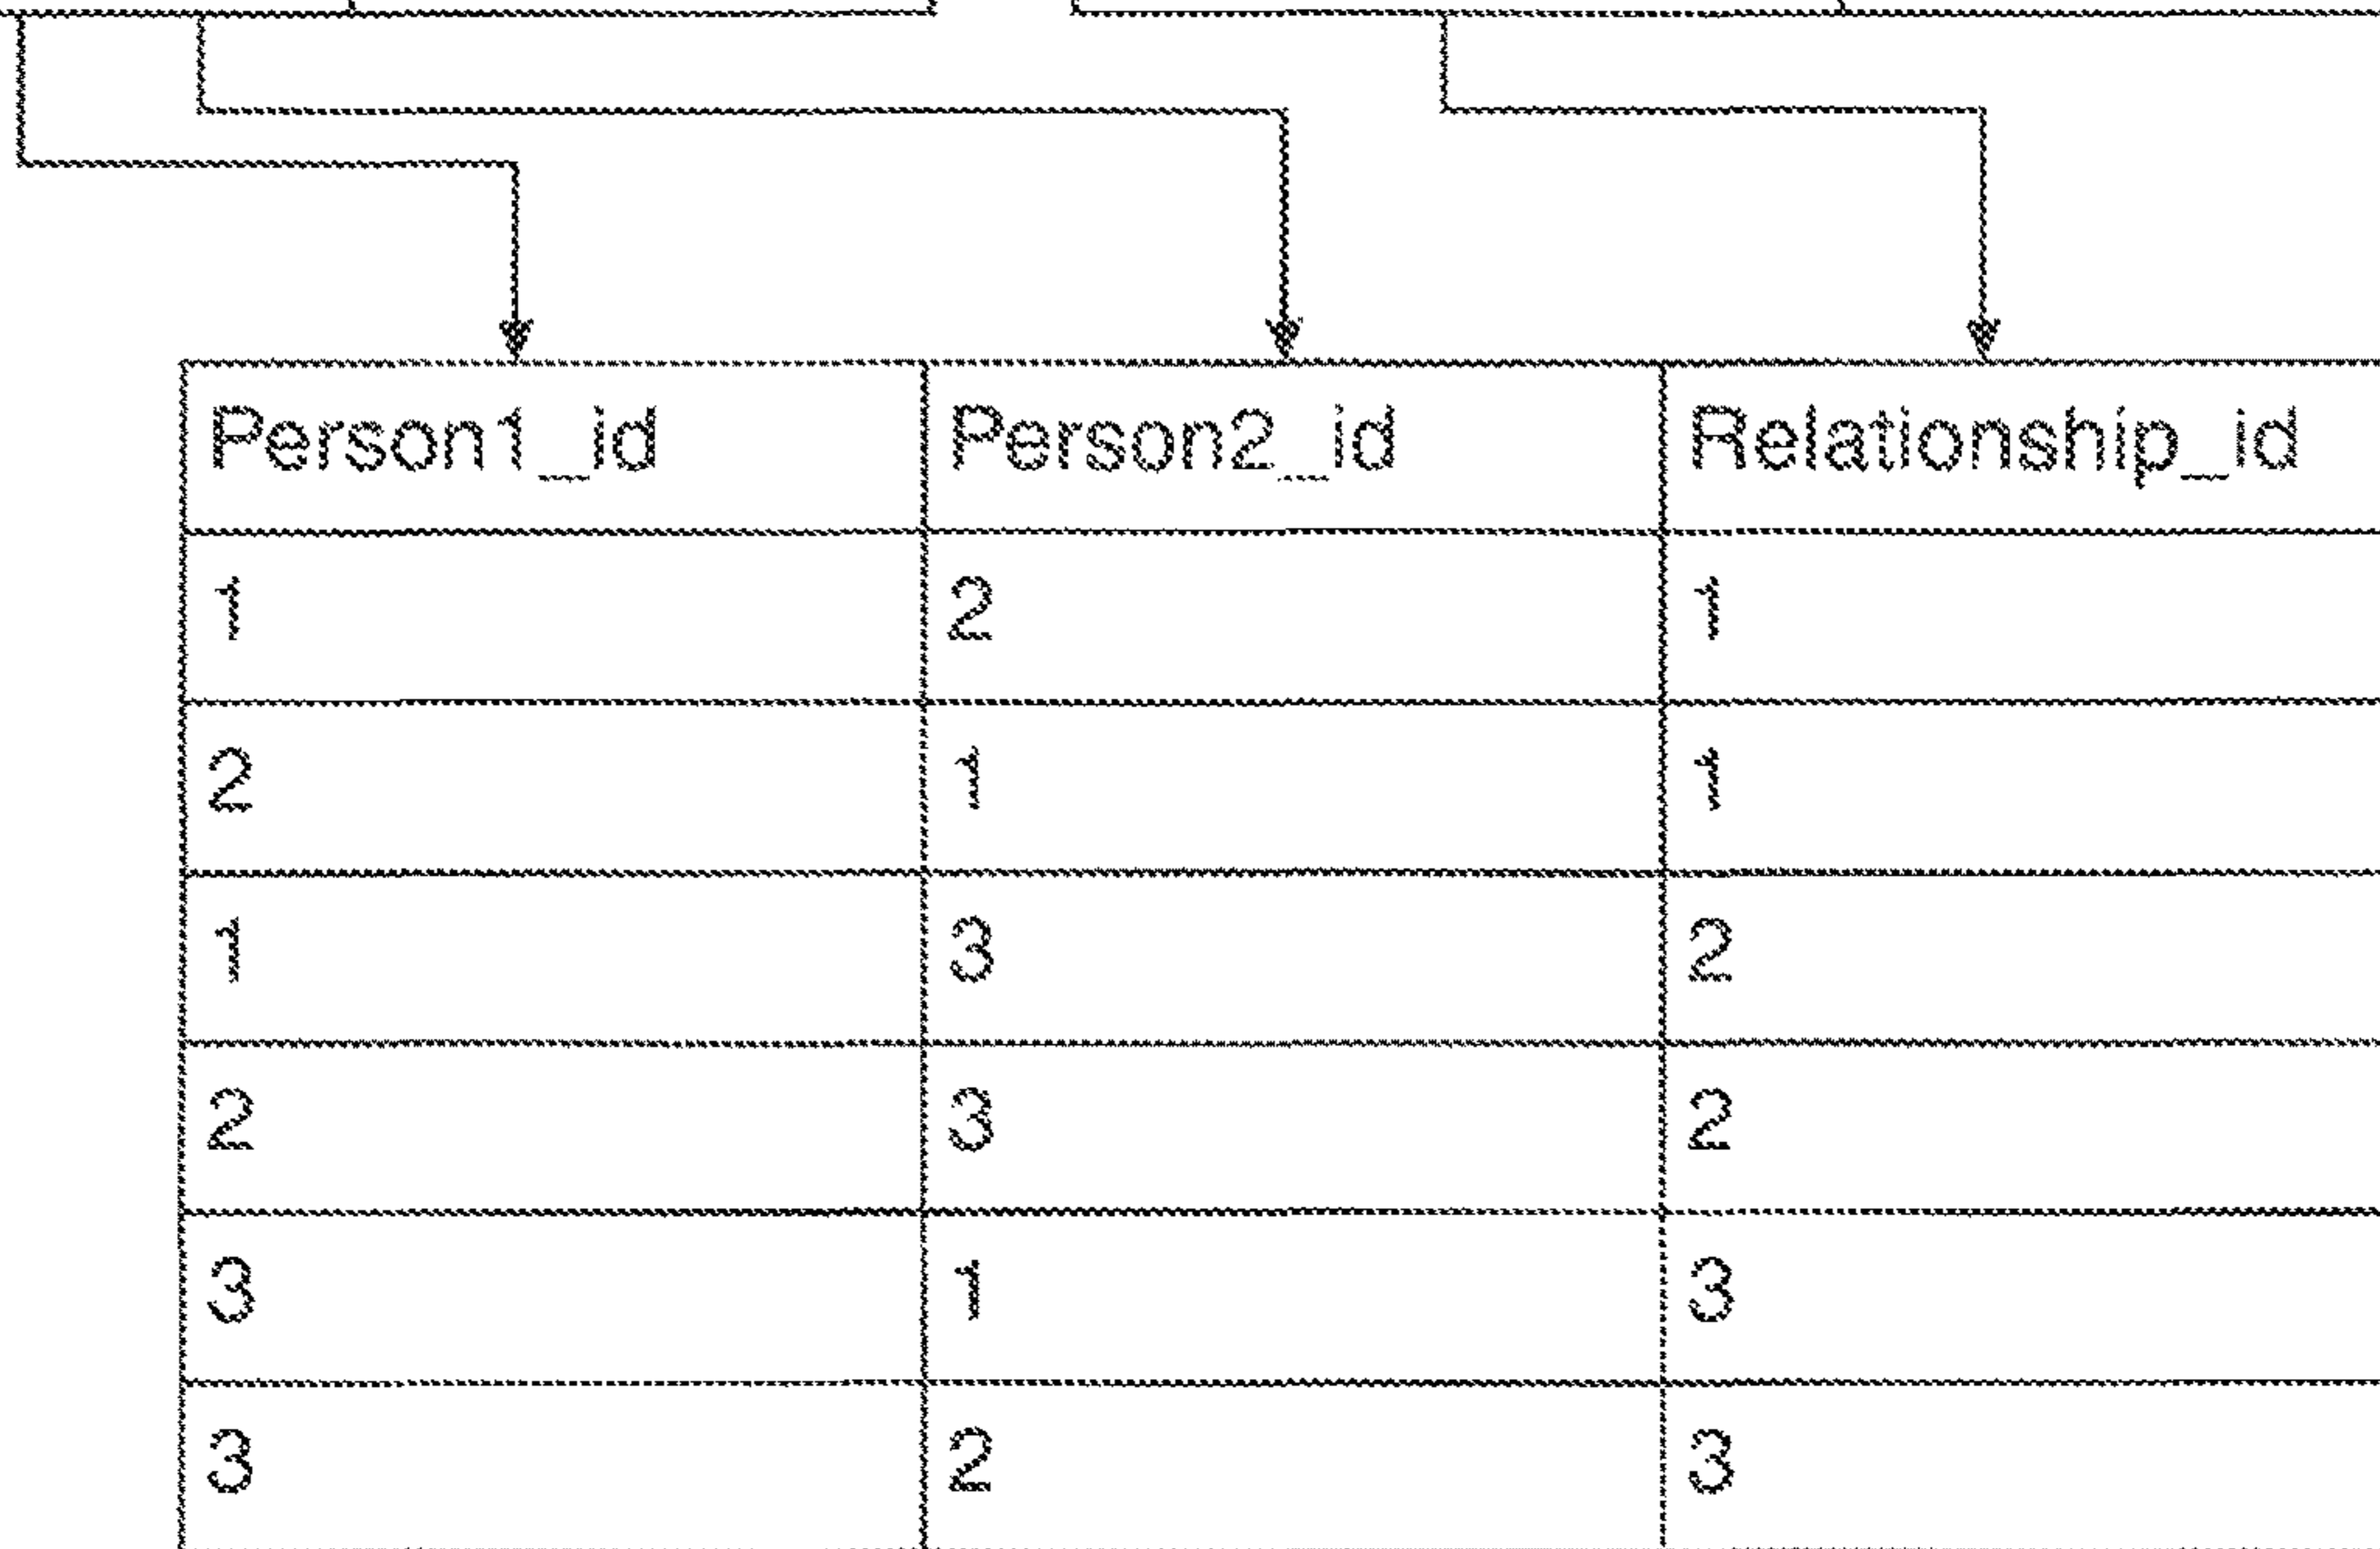 Person1_id Person2_id Relationship_id
1 2 1
2 1 1
1 3 2
2 3 2
3 1 3
3 2 3